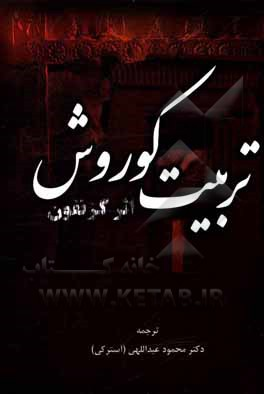 تربیت کوروش
اثر گزنفون
خانه کتاب
WWW.KETAB.IR
ترجمه
دکتر محمود عبداللهی (استرکی)